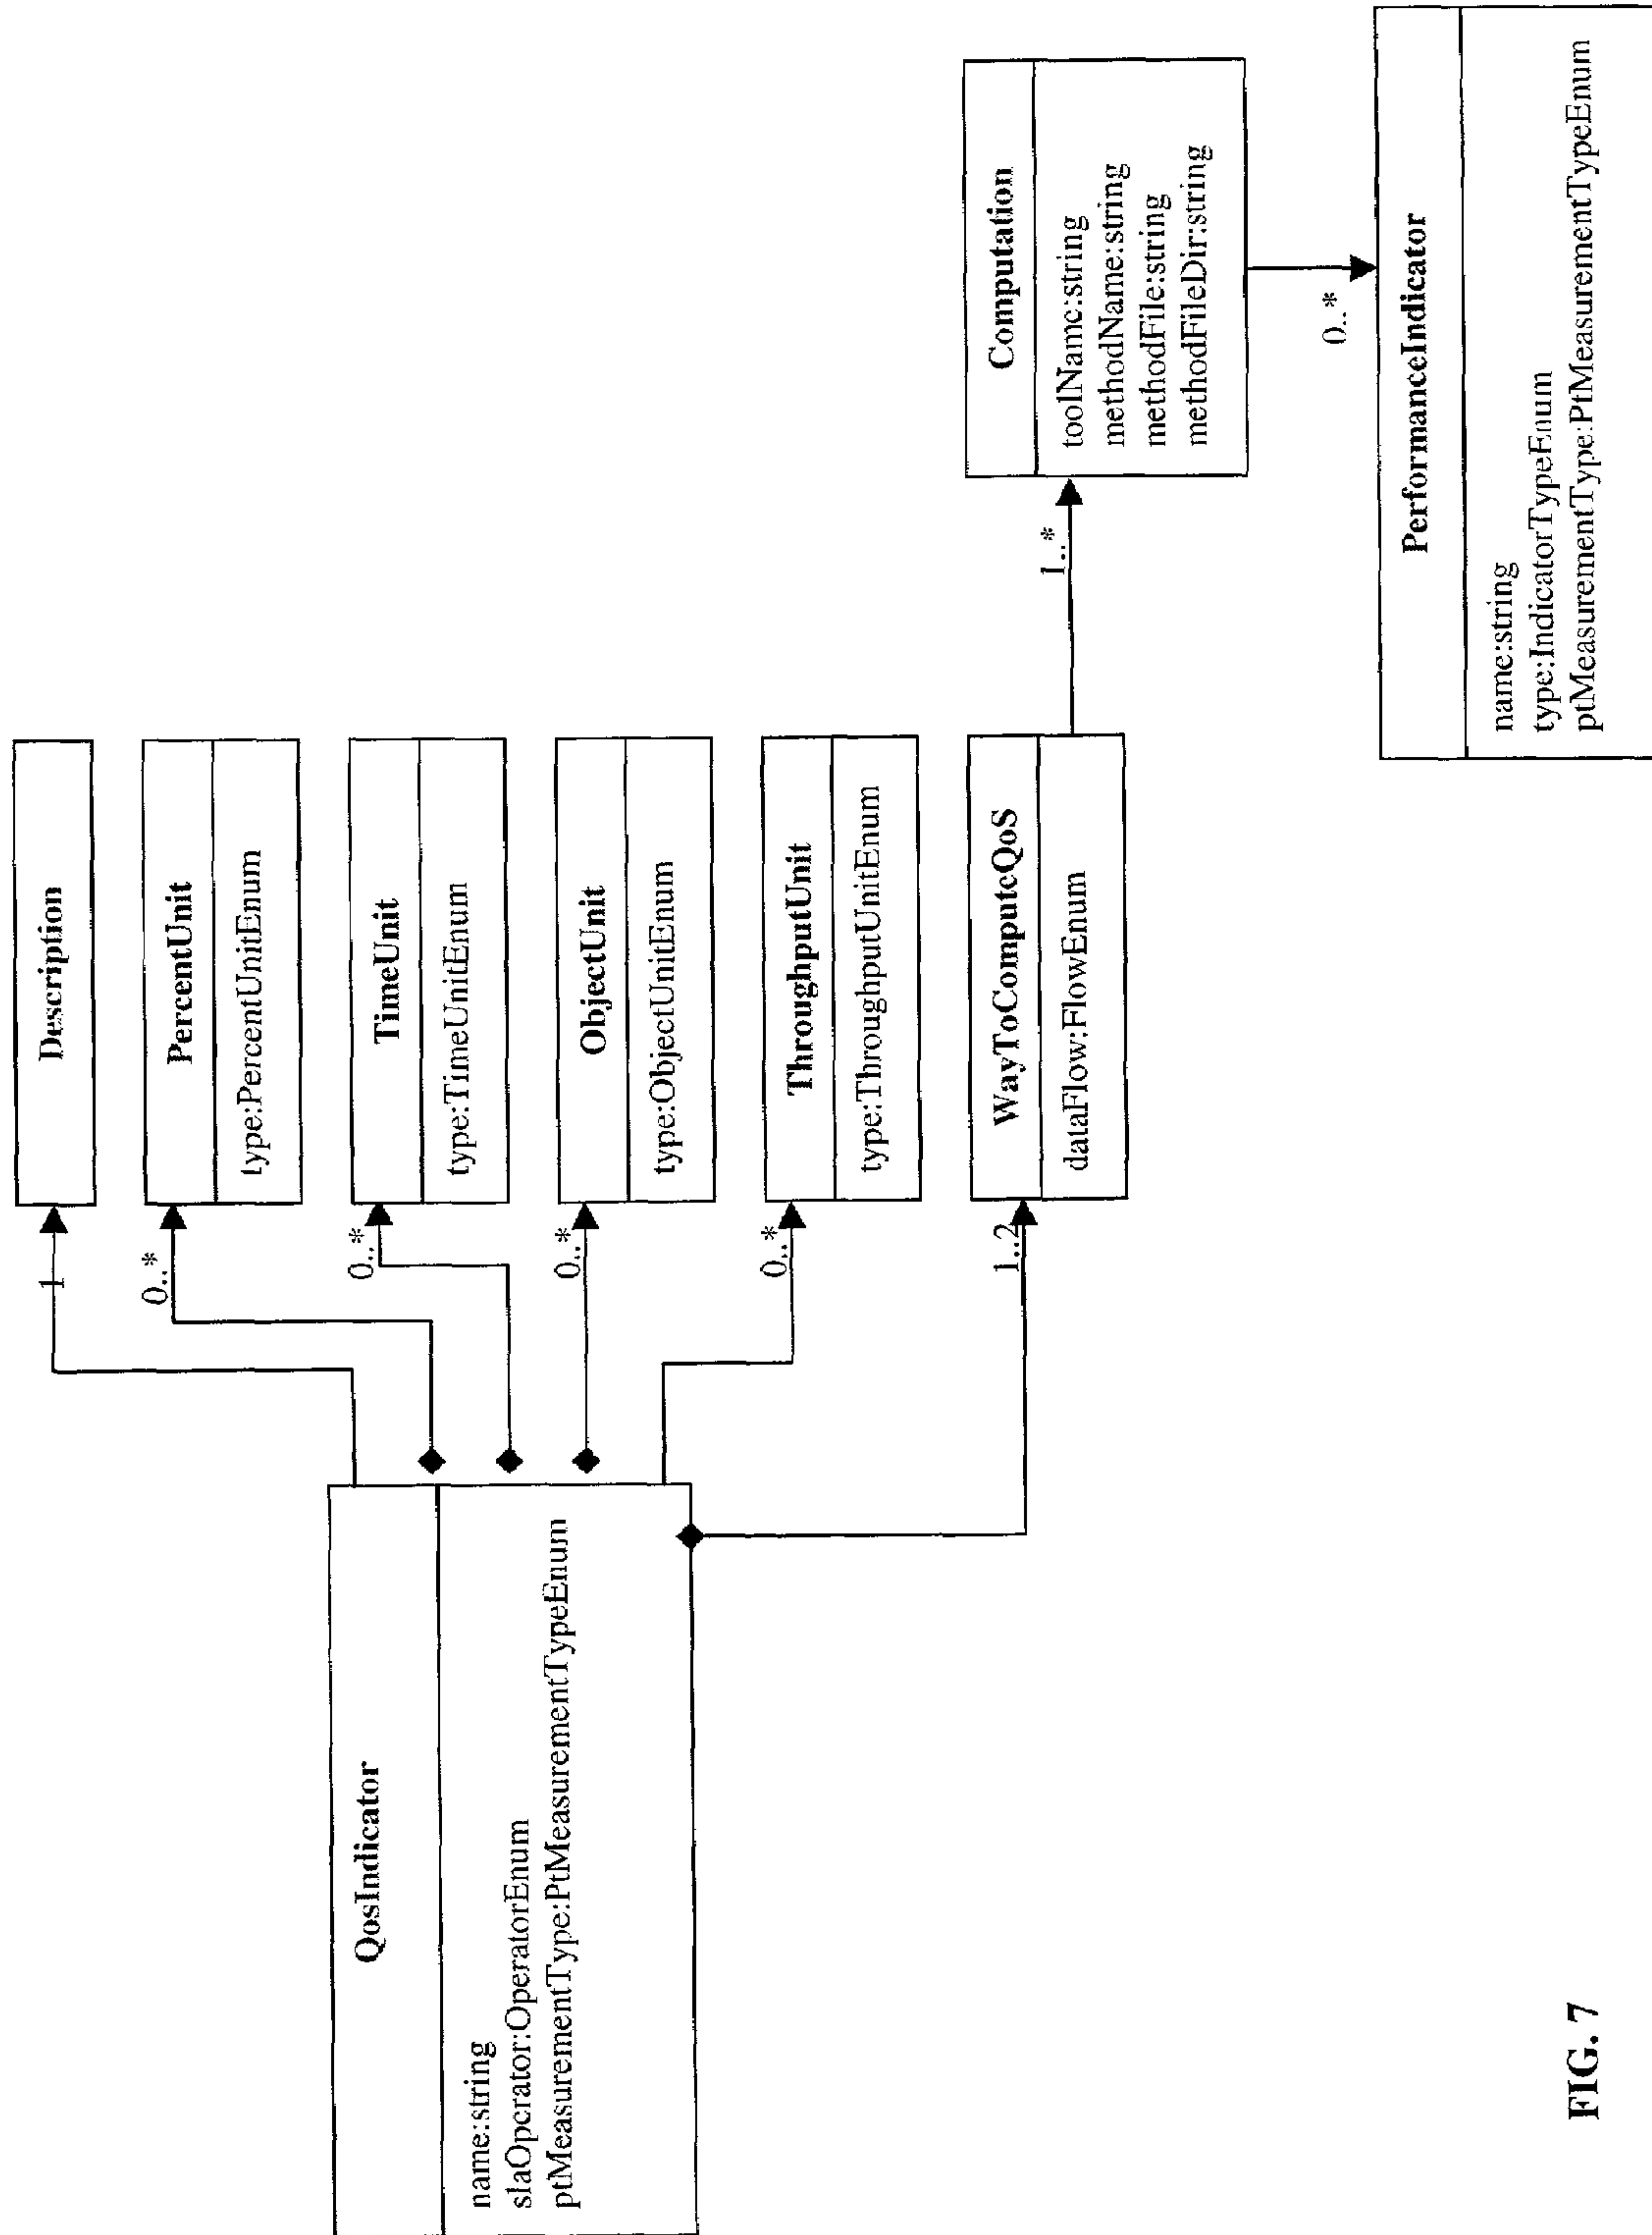 QosIndicator
name:string
slaOperator:OperatorEnum
ptMeasurementType:PtMeasurementTypeEnum
1
Description
0..*
PercentUnit
type:PercentUnitEnum
0..*
TimeUnit
type:TimeUnitEnum
0..*
ObjectUnit
type:ObjectUnitEnum
0..*
ThroughputUnit
type:ThroughputUnitEnum
1..2
WayToComputeQoS
dataFlow:FlowEnum
1..*
Computation
toolName:string
methodName:string
methodFile:string
methodFileDir:string
0..*
PerformanceIndicator
name:string
type:IndicatorTypeEnum
ptMeasurementType:PtMeasurementTypeEnum
FIG. 7